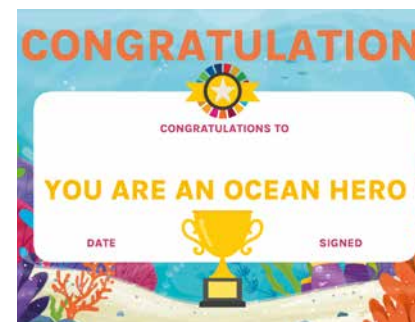 CONGRATULATION
CONGRATULATIONS TO
YOU ARE AN OCEAN HERO
DATE SIGNED